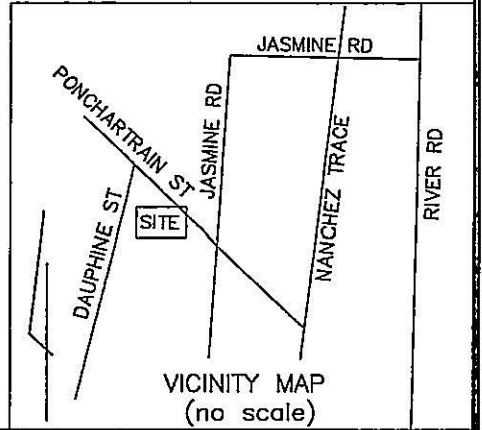 JASMINE RD
PONCHARTRAIN ST
JASMINE RD
NANCHEZ TRACE
RIVER RD
DAUPHINE ST
SITE
VICINITY MAP
(no scale)